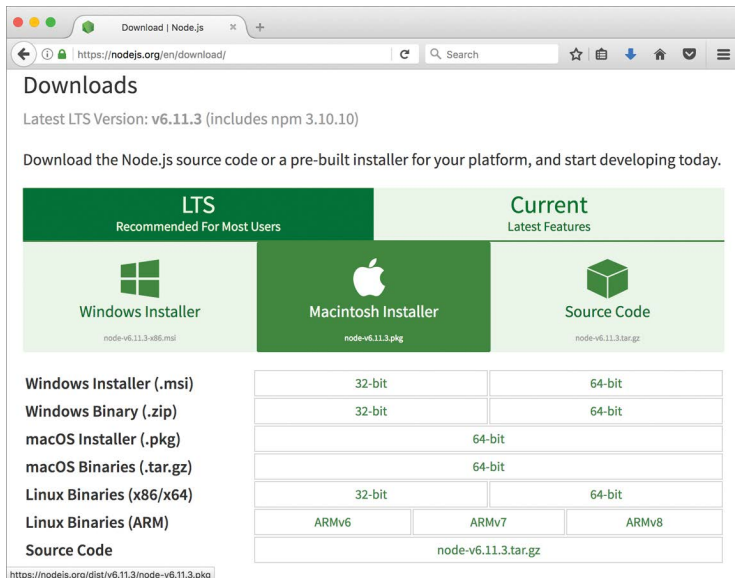 Download | Node.js
https://nodejs.org/en/download/
Search
Downloads
Latest LTS Version: v6.11.3 (includes npm 3.10.10)
Download the Node.js source code or a pre-built installer for your platform, and start developing today.
LTS
Recommended For Most Users
Current
Latest Features
Windows Installer
node-v6.11.3-x86.msi
Macintosh Installer
node-v6.11.3.pkg
Source Code
node-v6.11.3.tar.gz
Windows Installer (.msi) 32-bit 64-bit
Windows Binary (.zip) 32-bit 64-bit
macOS Installer (.pkg) 64-bit
macOS Binaries (.tar.gz) 64-bit
Linux Binaries (x86/x64) 32-bit 64-bit
Linux Binaries (ARM) ARMv6 ARMv7 ARMv8
Source Code node-v6.11.3.tar.gz
https://nodejs.org/dist/v6.11.3/node-v6.11.3.pkg